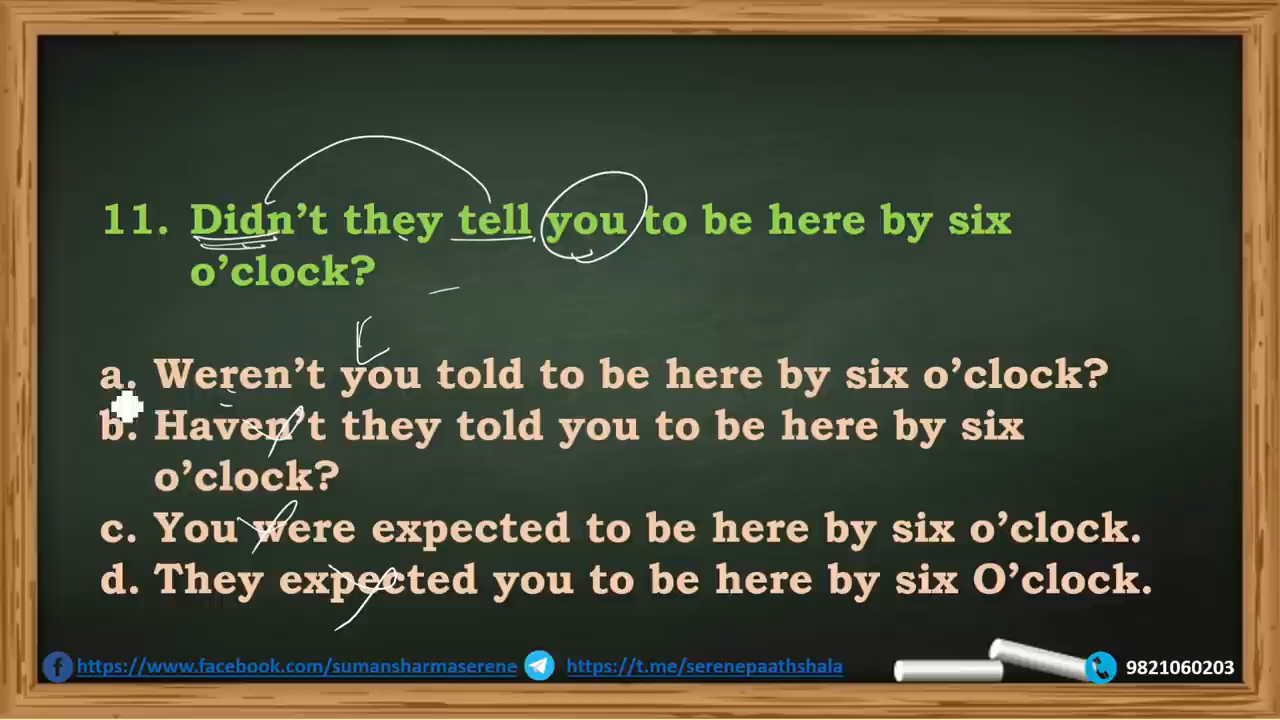 11. Didn't they tell you to be here by six
o'clock?
a. Weren't you told to be here by six o'clock?
b. Haven't they told you to be here by six
o'clock?
c. You were expected to be here by six o'clock.
d. They expected you to be here by six O'clock.
https://www.facebook.com/sumansharmaserene https://t.me/serenepaathshala 9821060203